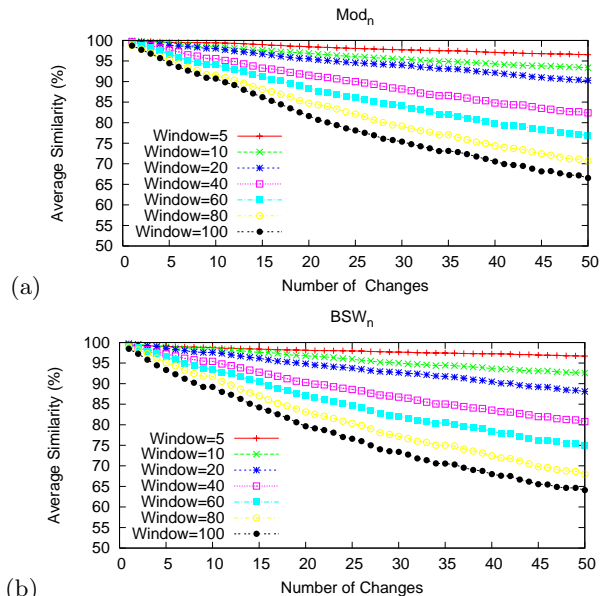 Mod_n
100
95
90
85
80
75
70
65
60
55
50
Average Similarity (%)
Window=5
Window=10
Window=20
Window=40
Window=60
Window=80
Window=100
0 5 10 15 20 25 30 35 40 45 50
Number of Changes
(a)
BSW_n
100
95
90
85
80
75
70
65
60
55
50
Average Similarity (%)
Window=5
Window=10
Window=20
Window=40
Window=60
Window=80
Window=100
0 5 10 15 20 25 30 35 40 45 50
Number of Changes
(b)